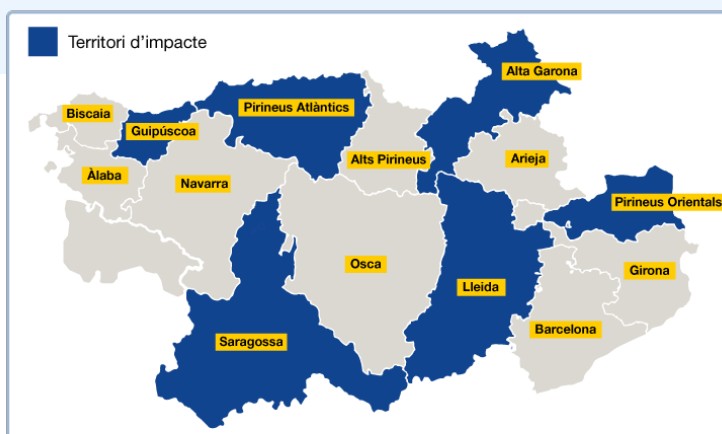 Territori d’impacte
Alta Garona
Biscaia
Pirineus Atlàntics
Guipúscoa
Alts Pirineus
Arieja
Àlaba
Navarra
Pirineus Orientals
Osca
Girona
Lleida
Barcelona
Saragossa